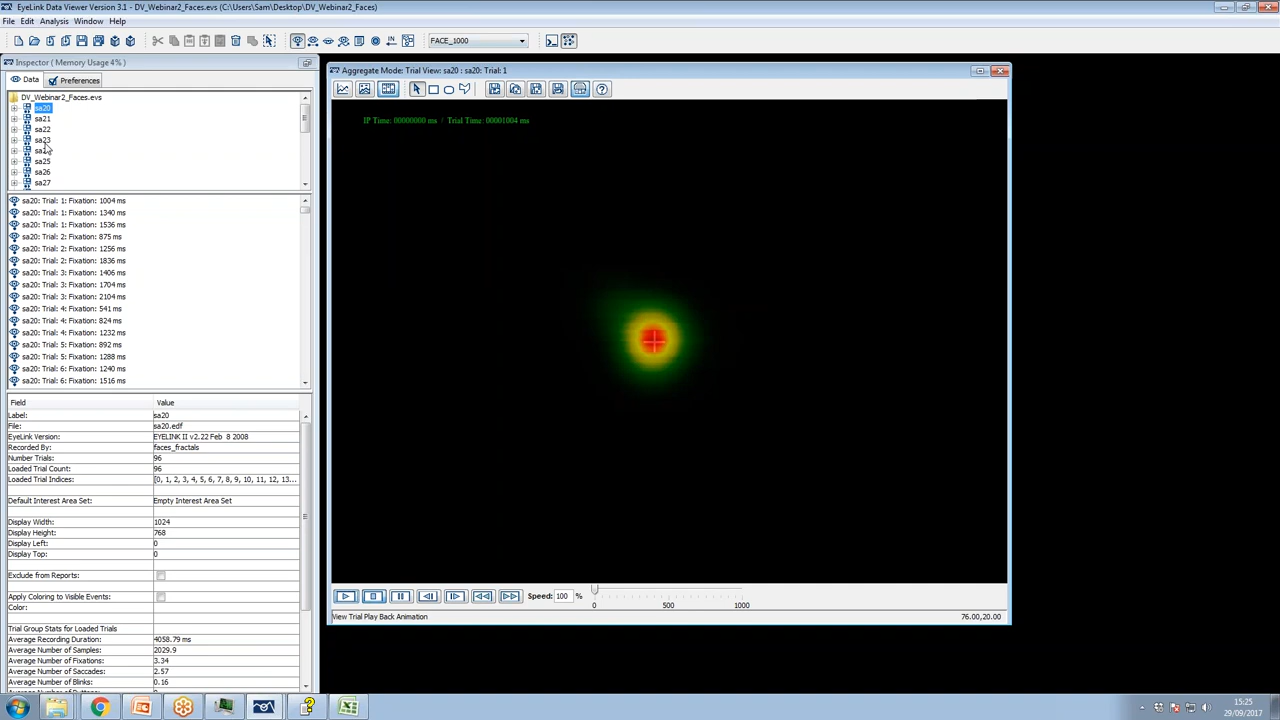 EyeLink Data Viewer Version 3.1 - DV_Webinar2_Faces.evs (C:\Users\Sam\Desktop\DV_Webinar2_Faces)
File Edit Analysis Window Help
IN FACE_1000
Inspector ( Memory Usage 4% )
Data Preferences
DV_Webinar2_Faces.evs
sa20
sa21
sa22
sa23
sa25
sa26
sa27
sa20: Trial: 1: Fixation: 1004 ms
sa20: Trial: 1: Fixation: 1340 ms
sa20: Trial: 1: Fixation: 1536 ms
sa20: Trial: 2: Fixation: 875 ms
sa20: Trial: 2: Fixation: 1256 ms
sa20: Trial: 2: Fixation: 1836 ms
sa20: Trial: 3: Fixation: 1406 ms
sa20: Trial: 3: Fixation: 1704 ms
sa20: Trial: 3: Fixation: 2104 ms
sa20: Trial: 4: Fixation: 541 ms
sa20: Trial: 4: Fixation: 824 ms
sa20: Trial: 4: Fixation: 1232 ms
sa20: Trial: 5: Fixation: 892 ms
sa20: Trial: 5: Fixation: 1288 ms
sa20: Trial: 6: Fixation: 1240 ms
sa20: Trial: 6: Fixation: 1516 ms
Field Value
Label: sa20
File: sa20.edf
EyeLink Version: EYELINK II v2.22 Feb 8 2008
Recorded By: faces_fractals
Number Trials: 96
Loaded Trial Count: 96
Loaded Trial Indices: [0, 1, 2, 3, 4, 5, 6, 7, 8, 9, 10, 11, 12, 13...
Default Interest Area Set: Empty Interest Area Set
Display Width: 1024
Display Height: 768
Display Left: 0
Display Top: 0
Exclude from Reports:
Apply Coloring to Visible Events:
Color:
Trial Group Stats for Loaded Trials
Average Recording Duration: 4058.79 ms
Average Number of Samples: 2029.9
Average Number of Fixations: 3.34
Average Number of Saccades: 2.57
Average Number of Blinks: 0.16
Aggregate Mode: Trial View: sa20 : sa20: Trial: 1
IP Time: 00000000 ms / Trial Time: 00001004 ms
Speed: 100 %
0 500 1000
View Trial Play Back Animation 76.00,20.00
15:25
29/09/2017